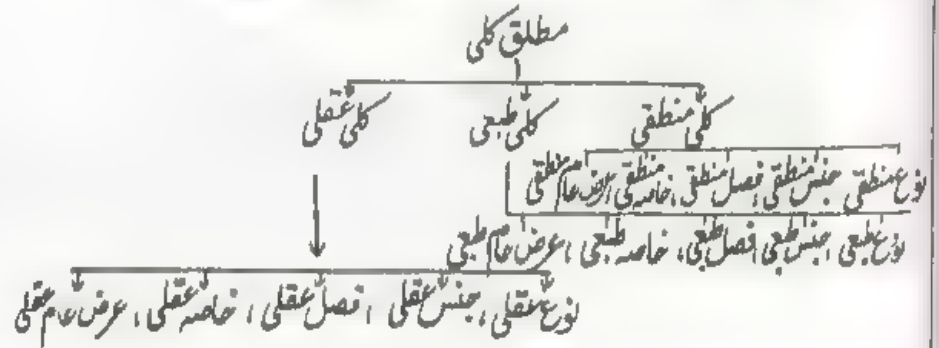 مطلق کلی
کلی منطقی کلی طبعی کلی عقلی
نوع منطقی جنس منطقی، فصل منطقی، خاصہ منطقی، عرض عام منطقی
نوع طبعی، جنس طبعی، فصل طبعی، خاصہ طبعی، عرض عام طبعی
نوع عقلی، جنس عقلی، فصل عقلی، خاصہ عقلی، عرض عام عقلی